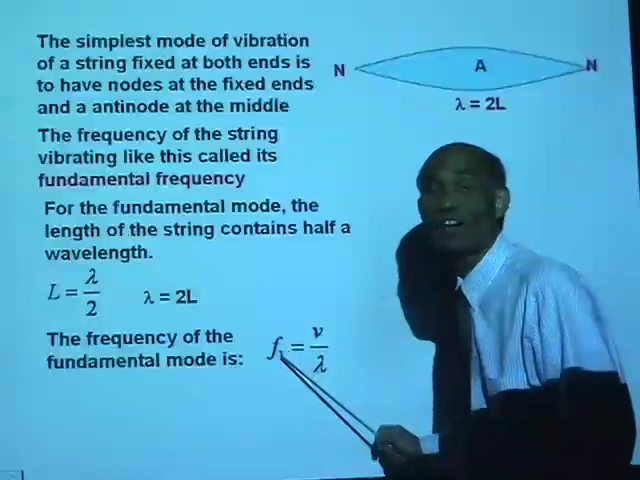 The simplest mode of vibration
of a string fixed at both ends is
to have nodes at the fixed ends
and a antinode at the middle
N A N
λ = 2L
The frequency of the string
vibrating like this called its
fundamental frequency
For the fundamental mode, the
length of the string contains half a
wavelength.
L = λ/2 λ = 2L
The frequency of the
fundamental mode is:
f₁ = v/λ